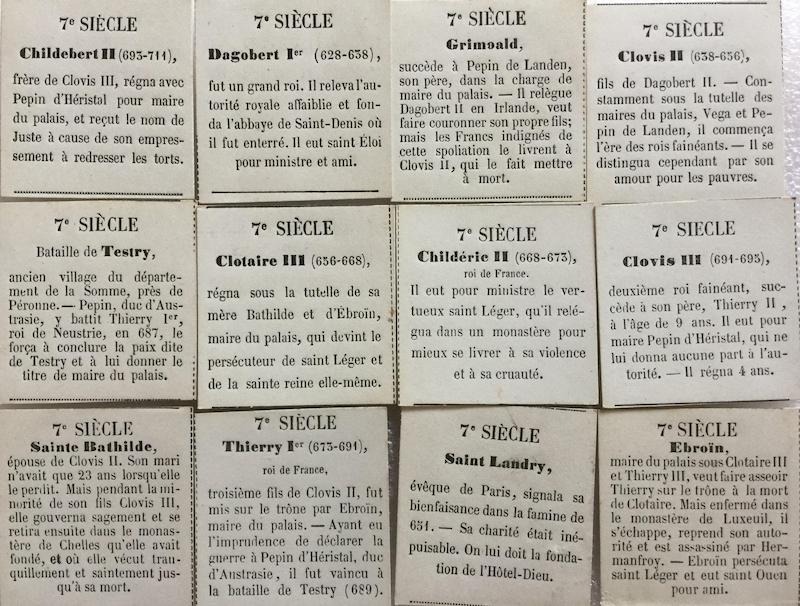 7e SIÈCLE
Childebert II (695-711),
frère de Clovis III, régna avec
Pepin d'Héristal pour maire
du palais, et reçut le nom de
Juste à cause de son empres-
sement à redresser les torts.
7e SIÈCLE
Dagobert Ier (628-638),
fut un grand roi. Il releva l'au-
torité royale affaiblie et fon-
da l'abbaye de Saint-Denis où
il fut enterré. Il eut saint Éloi
pour ministre et ami.
7e SIÈCLE
Grimoald,
succède à Pepin de Landen,
son père, dans la charge de
maire du palais. — Il relègue
Dagobert II en Irlande, veut
faire couronner son propre fils;
mais les Francs indignés de
cette spoliation le livrent à
Clovis II, qui le fait mettre
à mort.
7e SIÈCLE
Clovis II (638-656),
fils de Dagobert II. — Con-
stamment sous la tutelle des
maires du palais, Vega et Pe-
pin de Landen, il commença
l'ère des rois fainéants. — Il se
distingua cependant par son
amour pour les pauvres.
7e SIÈCLE
Bataille de Testry,
ancien village du départe-
ment de la Somme, près de
Péronne. — Pepin, duc d'Aus-
trasie, y battit Thierry Ier,
roi de Neustrie, en 687, le
força à conclure la paix dite
de Testry et à lui donner le
titre de maire du palais.
7e SIÈCLE
Clotaire III (656-668),
régna sous la tutelle de sa
mère Bathilde et d'Ébroïn,
maire du palais, qui devint le
persécuteur de saint Léger et
de la sainte reine elle-même.
7e SIÈCLE
Childéric II (668-673),
roi de France.
Il eut pour ministre le ver-
tueux saint Léger, qu'il relé-
gua dans un monastère pour
mieux se livrer à sa violence
et à sa cruauté.
7e SIECLE
Clovis III (691-695),
deuxième roi fainéant, suc-
cède à son père, Thierry II,
à l'âge de 9 ans. Il eut pour
maire Pepin d'Héristal, qui ne
lui donna aucune part à l'au-
torité. — Il régna 4 ans.
7e SIÈCLE
Sainte Bathilde,
épouse de Clovis II. Son mari
n'avait que 23 ans lorsqu'elle
le perdit. Mais pendant la mi-
norité de son fils Clovis III,
elle gouverna sagement et se
retira ensuite dans le monas-
tère de Chelles qu'elle avait
fondé, et où elle vécut tran-
quillement et saintement jus-
qu'à sa mort.
7e SIÈCLE
Thierry Ier (673-691),
roi de France,
troisième fils de Clovis II, fut
mis sur le trône par Ebroïn,
maire du palais. — Ayant eu
l'imprudence de déclarer la
guerre à Pepin d'Héristal, duc
d'Austrasie, il fut vaincu à
la bataille de Testry (689).
7e SIÈCLE
Saint Landry,
évêque de Paris, signala sa
bienfaisance dans la famine de
651. — Sa charité était iné-
puisable. On lui doit la fonda-
tion de l'Hôtel-Dieu.
7e SIÈCLE
Ebroïn,
maire du palais sous Clotaire III
et Thierry III, veut faire asseoir
Thierry sur le trône à la mort
de Clotaire. Mais enfermé dans
le monastère de Luxeuil, il
s'échappe, reprend son auto-
rité et est assassiné par Her-
manfroy. — Ebroïn persécuta
saint Léger et eut saint Ouen
pour ami.